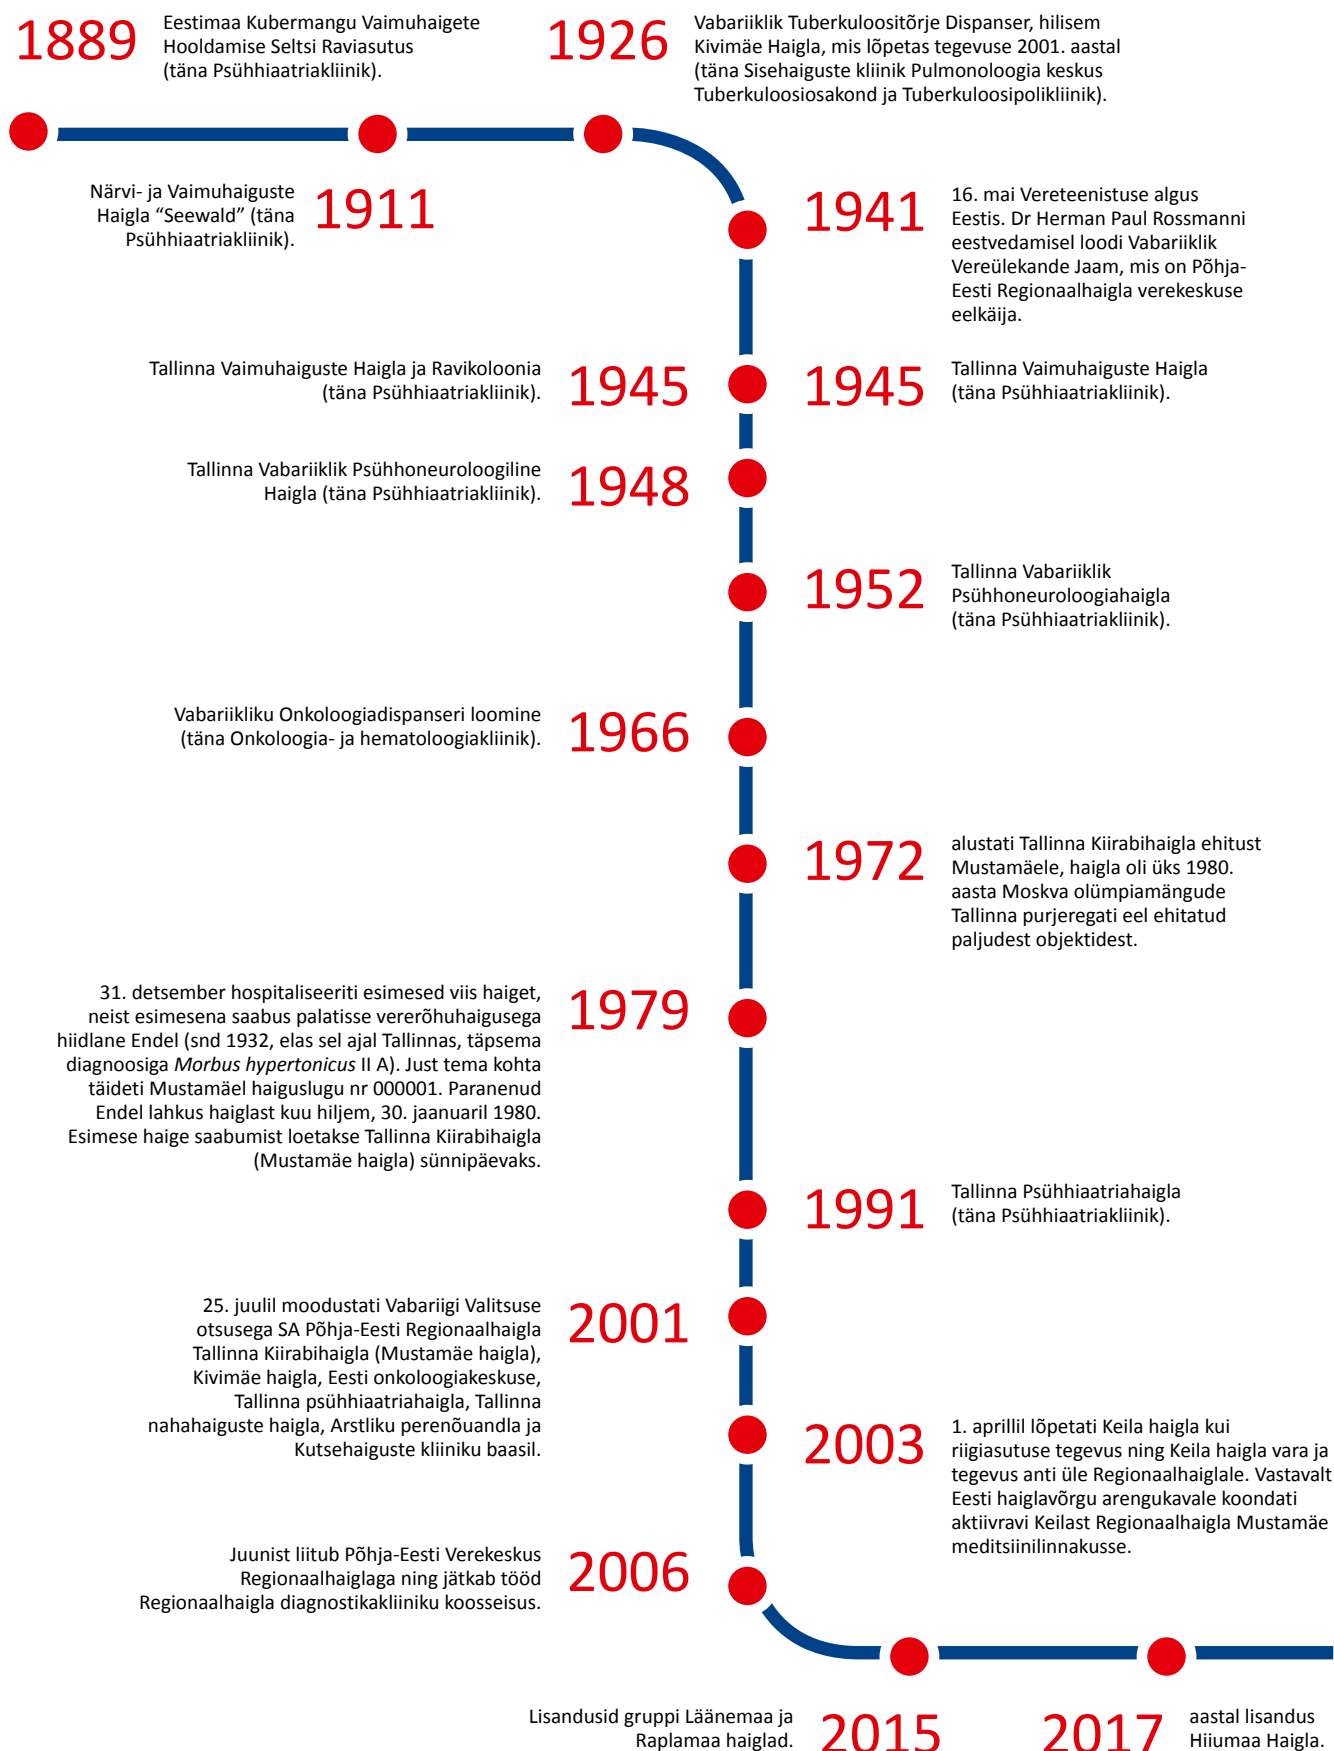 1889
Eestimaa Kubermangu Vaimuhaigete
Hooldamise Seltsi Raviasutus
(täna Psühhiaatriakliinik).
1926
Vabariiklik Tuberkuloositõrje Dispanser, hilisem
Kivimäe Haigla, mis lõpetas tegevuse 2001. aastal
(täna Sisehaiguste kliinik Pulmonoloogia keskus
Tuberkuloosiosakond ja Tuberkuloosipolikliinik).
Närvi- ja Vaimuhaiguste
Haigla “Seewald” (täna
Psühhiaatriakliinik).
1911
1941
16. mai Vereteenistuse algus
Eestis. Dr Herman Paul Rossmanni
eestvedamisel loodi Vabariiklik
Vereülekande Jaam, mis on Põhja-
Eesti Regionaalhaigla verekeskuse
eelkäija.
Tallinna Vaimuhaiguste Haigla ja Ravikoloonia
(täna Psühhiaatriakliinik).
1945
1945
Tallinna Vaimuhaiguste Haigla
(täna Psühhiaatriakliinik).
Tallinna Vabariiklik Psühhoneuroloogiline
Haigla (täna Psühhiaatriakliinik).
1948
1952
Tallinna Vabariiklik
Psühhoneuroloogiahaigla
(täna Psühhiaatriakliinik).
Vabariikliku Onkoloogiadispanseri loomine
(täna Onkoloogia- ja hematoloogiakliinik).
1966
1972
alustati Tallinna Kiirabihaigla ehitust
Mustamäele, haigla oli üks 1980.
aasta Moskva olümpiamängude
Tallinna purjeregati eel ehitatud
paljudest objektidest.
31. detsember hospitaliseeriti esimesed viis haiget,
neist esimesena saabus palatisse vererõhuhaigusega
hiidlane Endel (snd 1932, elas sel ajal Tallinnas, täpsema
diagnoosiga Morbus hypertonicus II A). Just tema kohta
täideti Mustamäel haiguslugu nr 000001. Paranenud
Endel lahkus haiglast kuu hiljem, 30. jaanuaril 1980.
Esimese haige saabumist loetakse Tallinna Kiirabihaigla
(Mustamäe haigla) sünnipäevaks.
1979
1991
Tallinna Psühhiaatriahaigla
(täna Psühhiaatriakliinik).
25. juulil moodustati Vabariigi Valitsuse
otsusega SA Põhja-Eesti Regionaalhaigla
Tallinna Kiirabihaigla (Mustamäe haigla),
Kivimäe haigla, Eesti onkoloogiakeskuse,
Tallinna psühhiaatriahaigla, Tallinna
nahahaiguste haigla, Arstliku perenõuandla ja
Kutsehaiguste kliiniku baasil.
2001
2003
1. aprillil lõpetati Keila haigla kui
riigiasutuse tegevus ning Keila haigla vara ja
tegevus anti üle Regionaalhaiglale. Vastavalt
Eesti haiglavõrgu arengukavale koondati
aktiivravi Keilast Regionaalhaigla Mustamäe
meditsiinilinnakusse.
Juunist liitub Põhja-Eesti Verekeskus
Regionaalhaiglaga ning jätkab tööd
Regionaalhaigla diagnostikakliiniku koosseisus.
2006
Lisandusid gruppi Läänemaa ja
Raplamaa haiglad.
2015
2017
aastal lisandus
Hiiumaa Haigla.